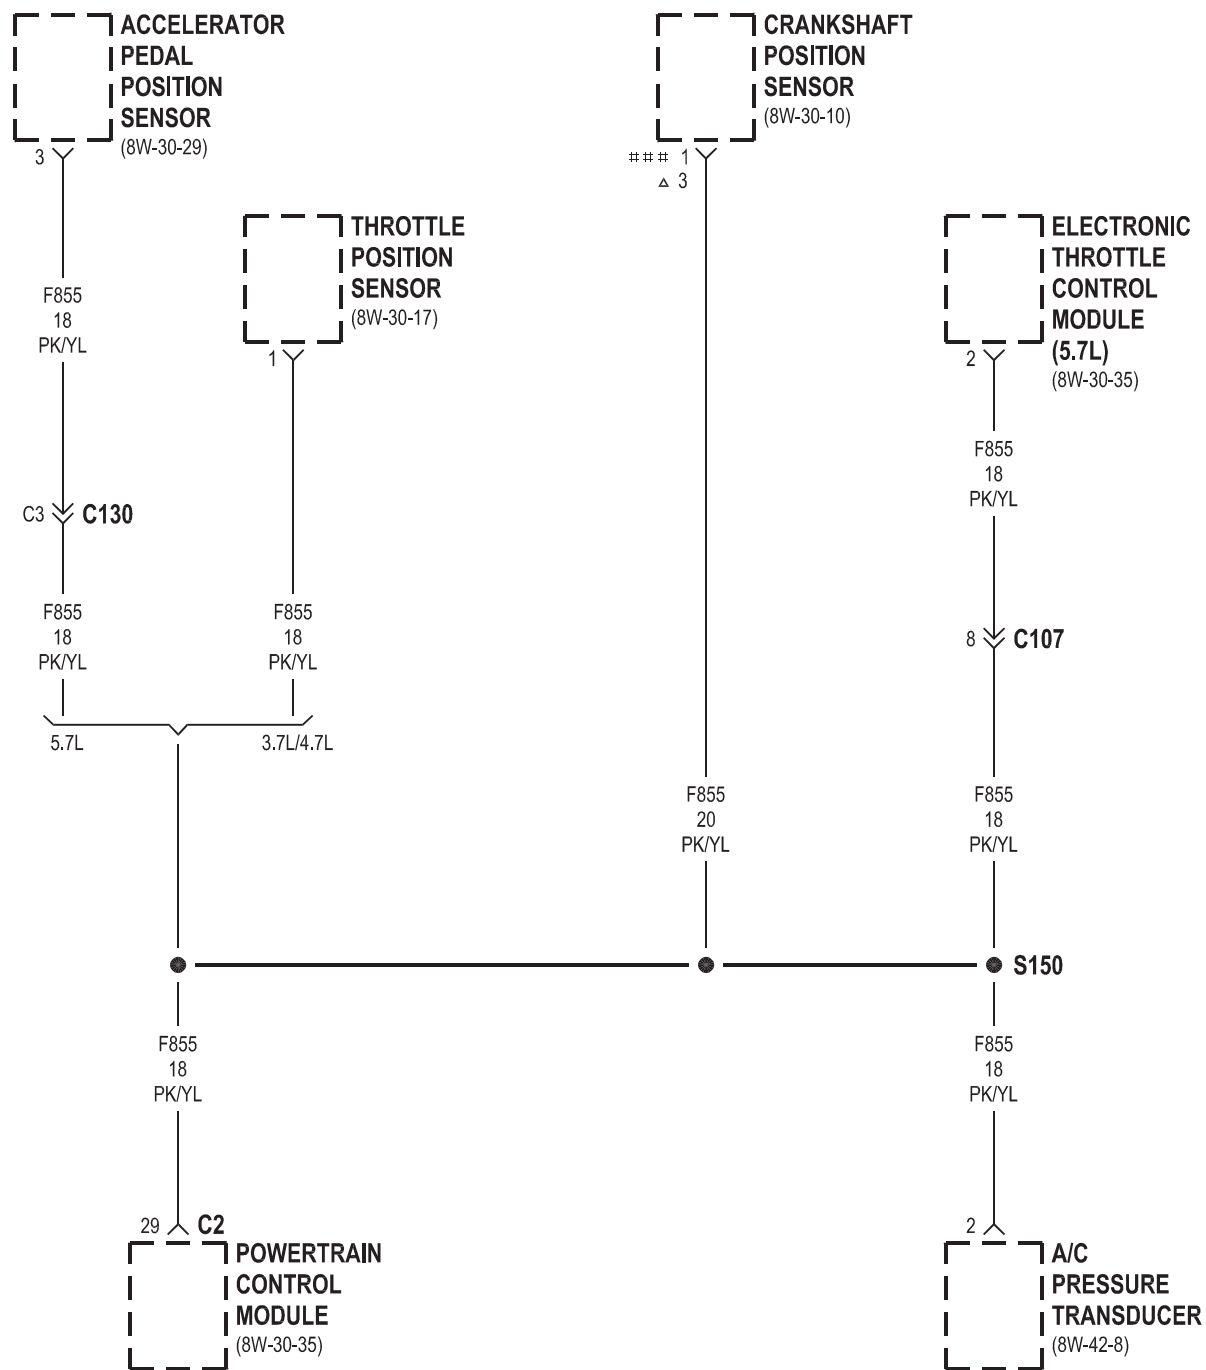 ACCELERATOR
PEDAL
POSITION
SENSOR
(8W-30-29)
3
F855
18
PK/YL
C3
C130
F855
18
PK/YL
5.7L
THROTTLE
POSITION
SENSOR
(8W-30-17)
1
F855
18
PK/YL
3.7L/4.7L
CRANKSHAFT
POSITION
SENSOR
(8W-30-10)
### 1
△ 3
F855
20
PK/YL
ELECTRONIC
THROTTLE
CONTROL
MODULE
(5.7L)
(8W-30-35)
2
F855
18
PK/YL
8
C107
F855
18
PK/YL
S150
F855
18
PK/YL
29
C2
POWERTRAIN
CONTROL
MODULE
(8W-30-35)
F855
18
PK/YL
2
A/C
PRESSURE
TRANSDUCER
(8W-42-8)